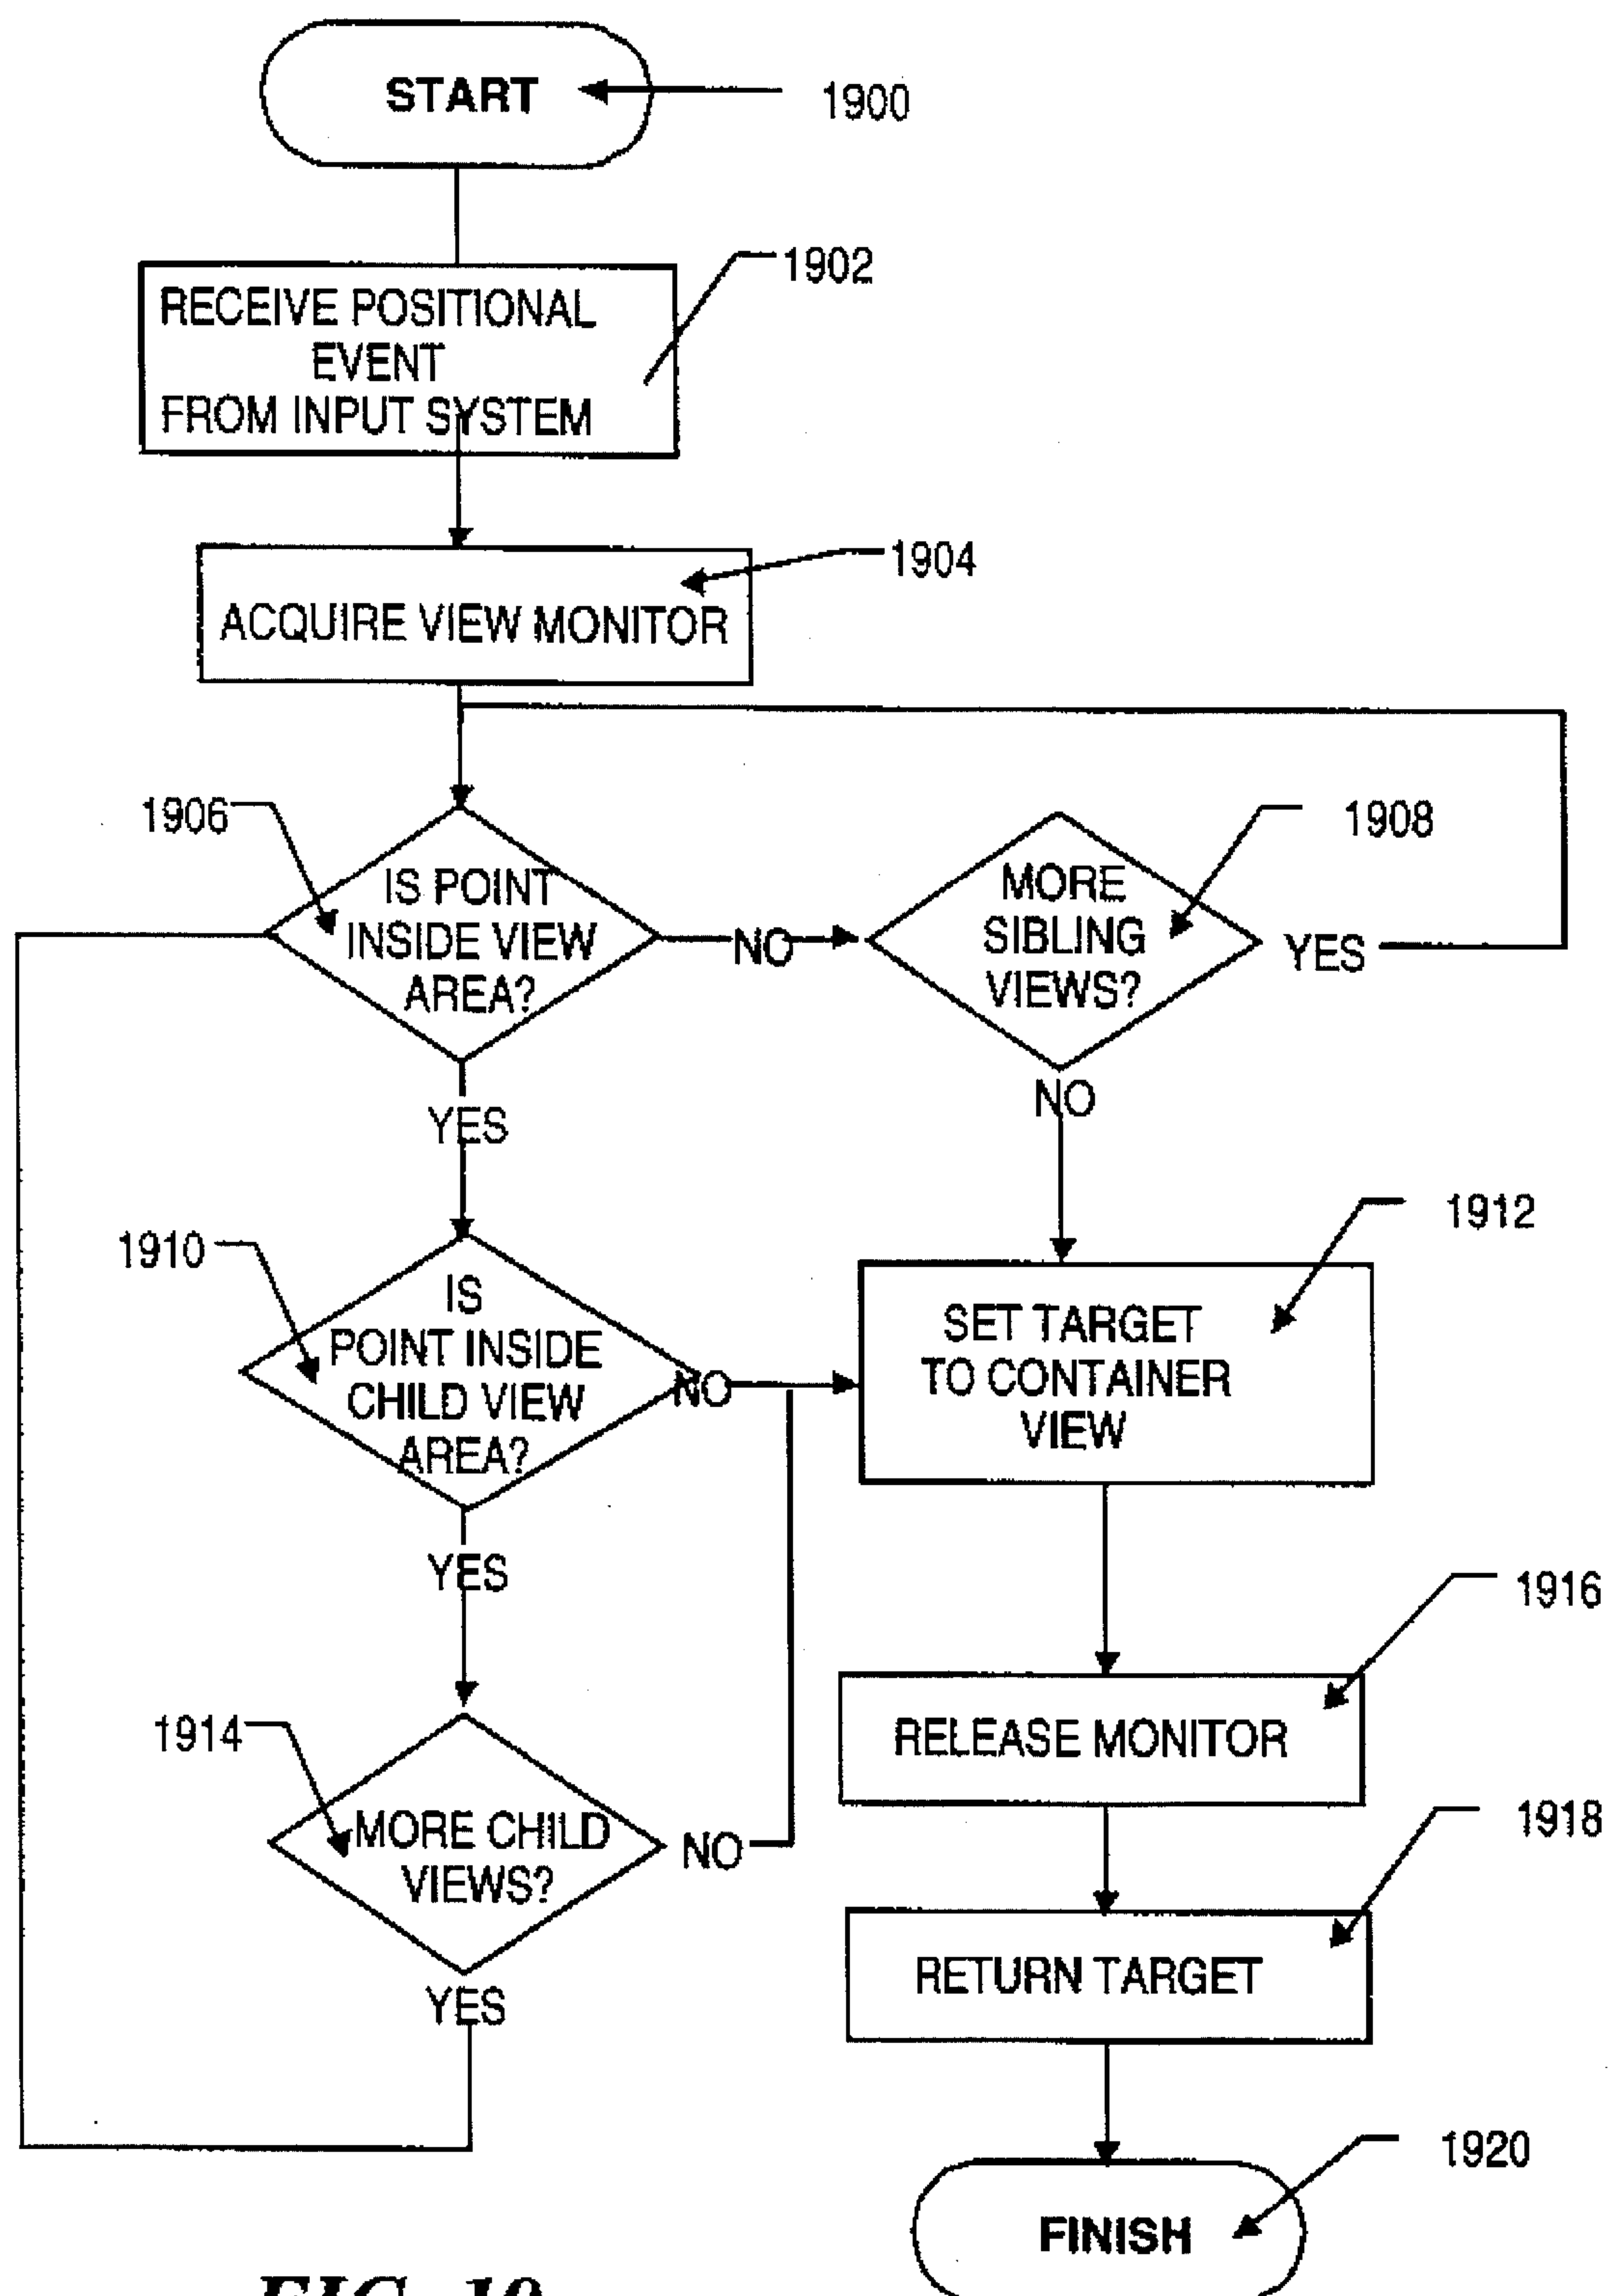 START
1900
1902
RECEIVE POSITIONAL
EVENT
FROM INPUT SYSTEM
1904
ACQUIRE VIEW MONITOR
1906
IS POINT
INSIDE VIEW
AREA?
NO
1908
MORE
SIBLING
VIEWS?
YES
YES
NO
1910
IS
POINT INSIDE
CHILD VIEW
AREA?
NO
1912
SET TARGET
TO CONTAINER
VIEW
YES
1916
RELEASE MONITOR
1914
MORE CHILD
VIEWS?
NO
1918
RETURN TARGET
YES
1920
FINISH
FIG. 19